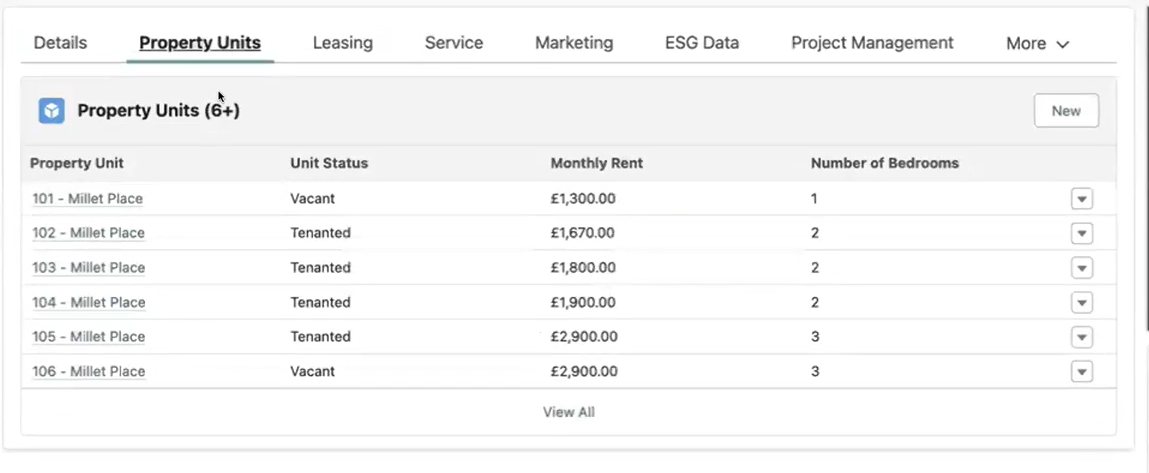 Details Property Units Leasing Service Marketing ESG Data Project Management More
Property Units (6+) New
Property Unit Unit Status Monthly Rent Number of Bedrooms
101 - Millet Place Vacant £1,300.00 1
102 - Millet Place Tenanted £1,670.00 2
103 - Millet Place Tenanted £1,800.00 2
104 - Millet Place Tenanted £1,900.00 2
105 - Millet Place Tenanted £2,900.00 3
106 - Millet Place Vacant £2,900.00 3
View All